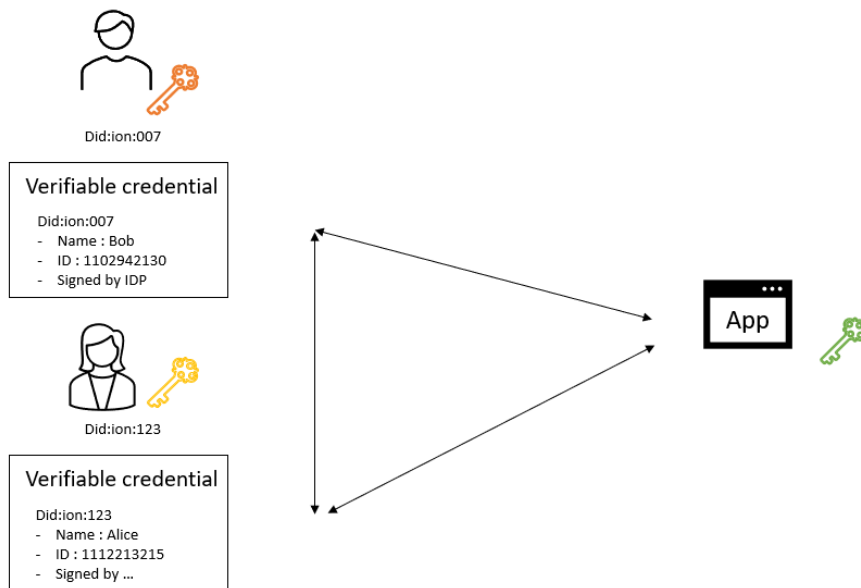 Did:ion:007
Verifiable credential
Did:ion:007
- Name : Bob
- ID : 1102942130
- Signed by IDP
App
Did:ion:123
Verifiable credential
Did:ion:123
- Name : Alice
- ID : 1112213215
- Signed by ...